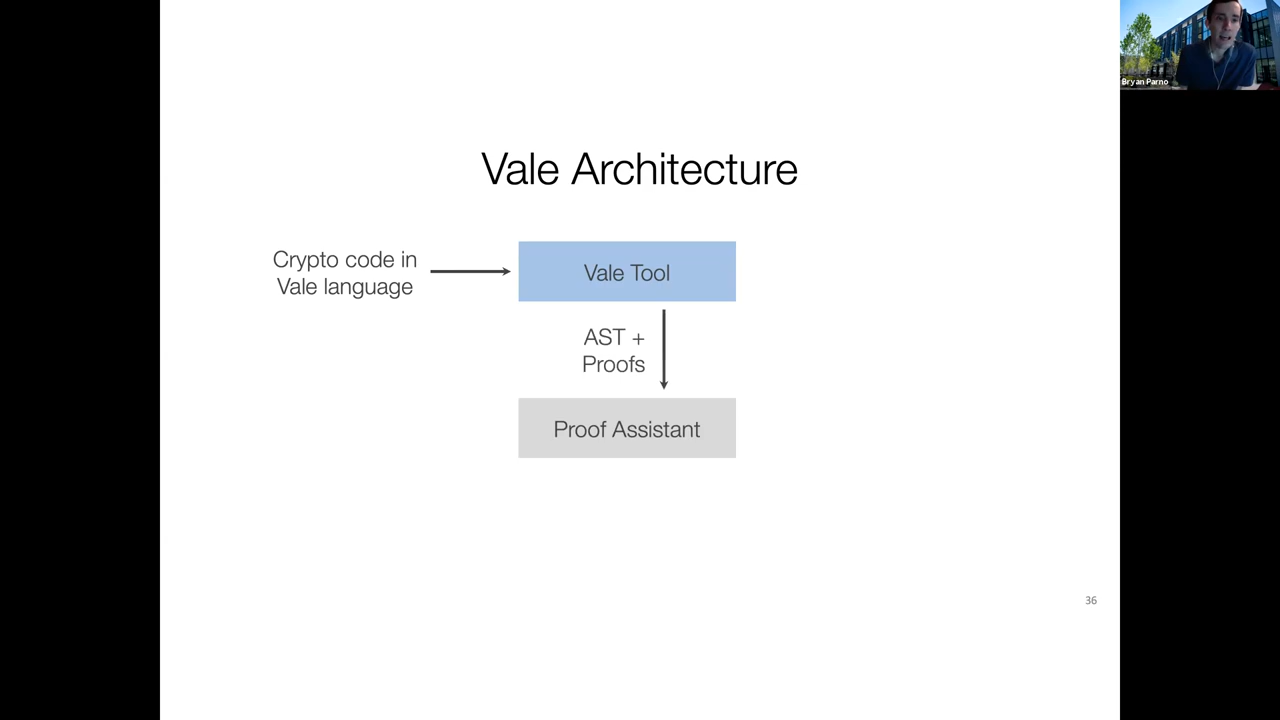 Bryan Parno
Vale Architecture
Crypto code in
Vale language
Vale Tool
AST +
Proofs
Proof Assistant
36